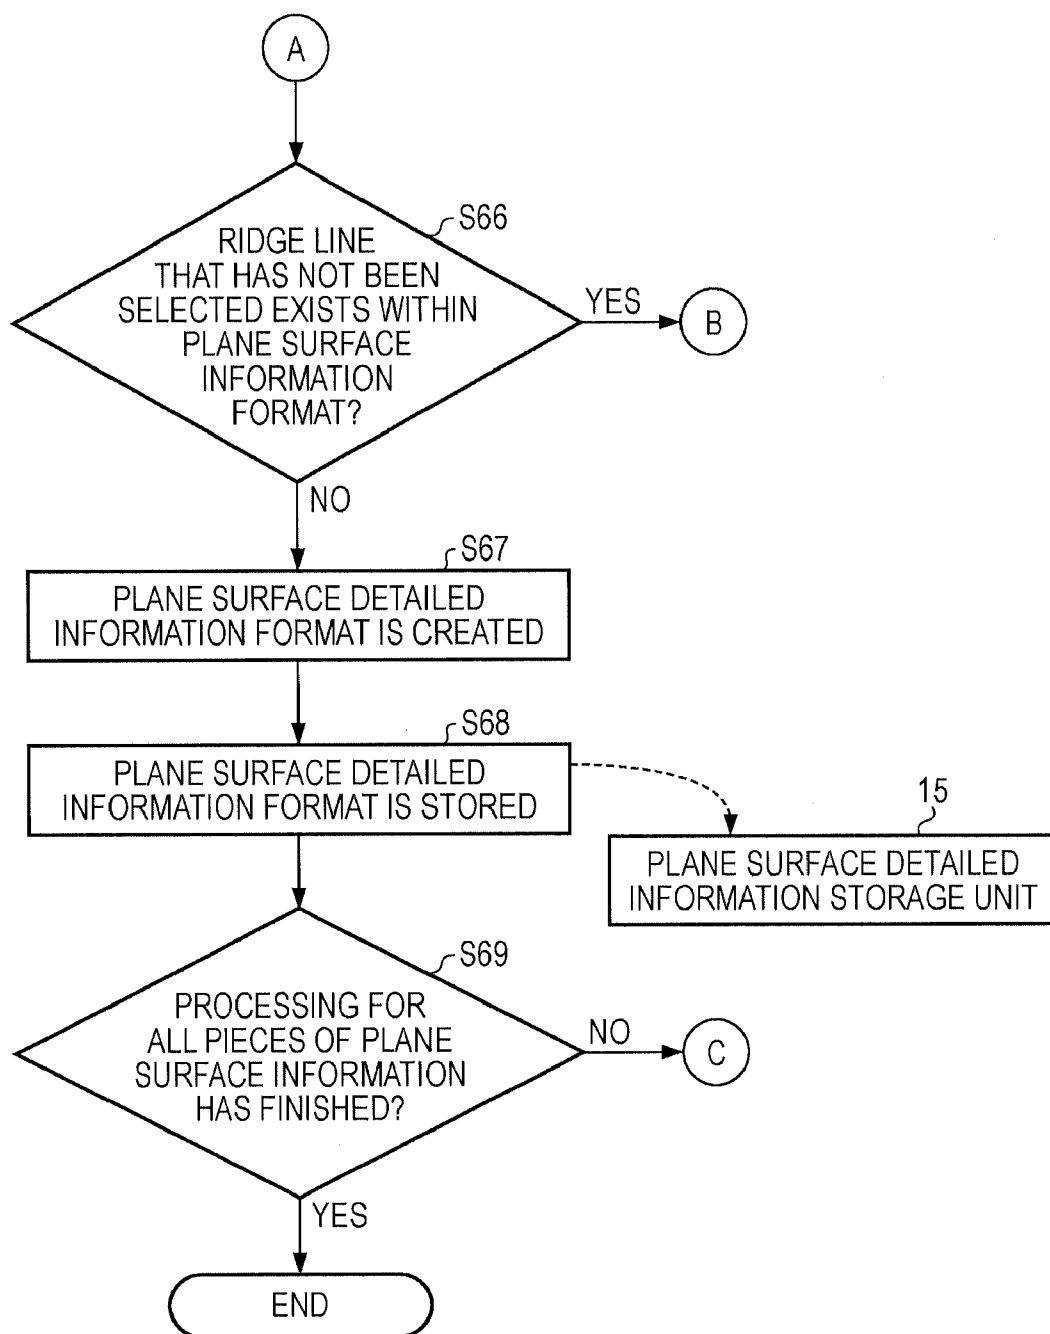 A
S66
RIDGE LINE
THAT HAS NOT BEEN
SELECTED EXISTS WITHIN
PLANE SURFACE
INFORMATION
FORMAT?
YES
B
NO
S67
PLANE SURFACE DETAILED
INFORMATION FORMAT IS CREATED
S68
PLANE SURFACE DETAILED
INFORMATION FORMAT IS STORED
15
PLANE SURFACE DETAILED
INFORMATION STORAGE UNIT
S69
PROCESSING FOR
ALL PIECES OF PLANE
SURFACE INFORMATION
HAS FINISHED?
NO
C
YES
END